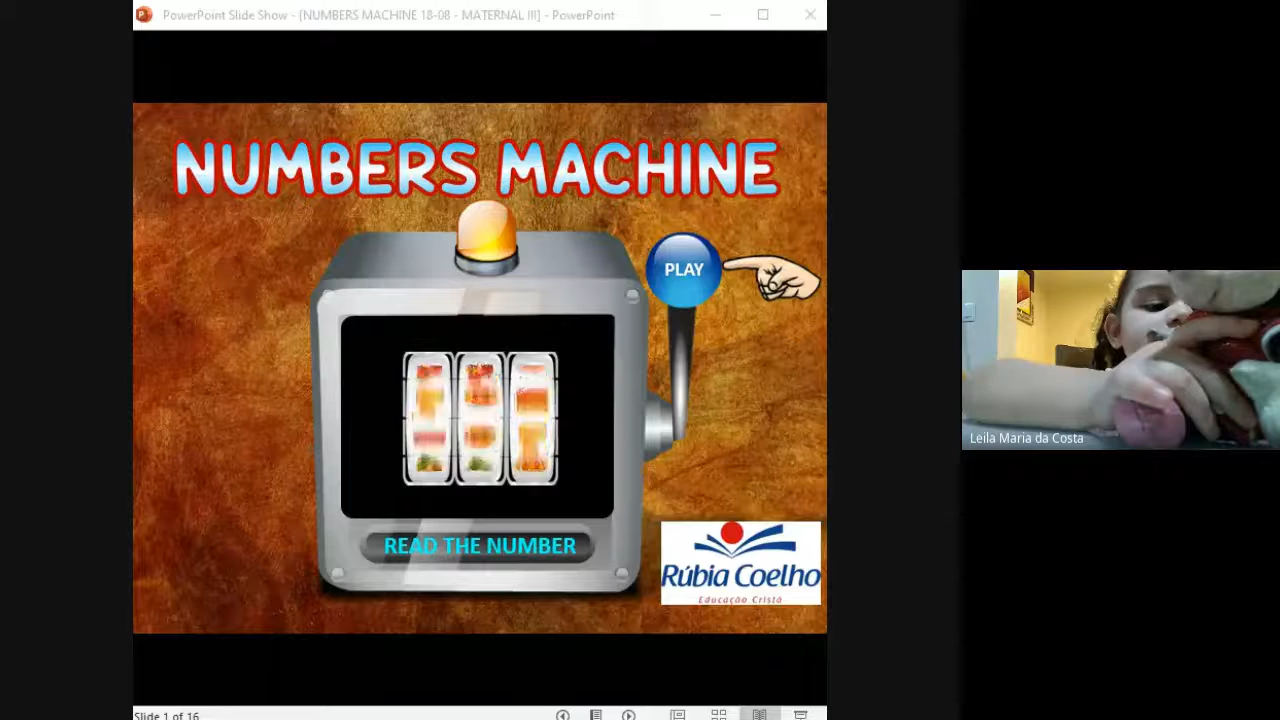 PowerPoint Slide Show - [NUMBERS MACHINE 18-08 - MATERNAL III] - PowerPoint
NUMBERS MACHINE
PLAY
READ THE NUMBER
Rúbia Coelho
Educação Cristã
Leila Maria da Costa
Slide 1 of 16